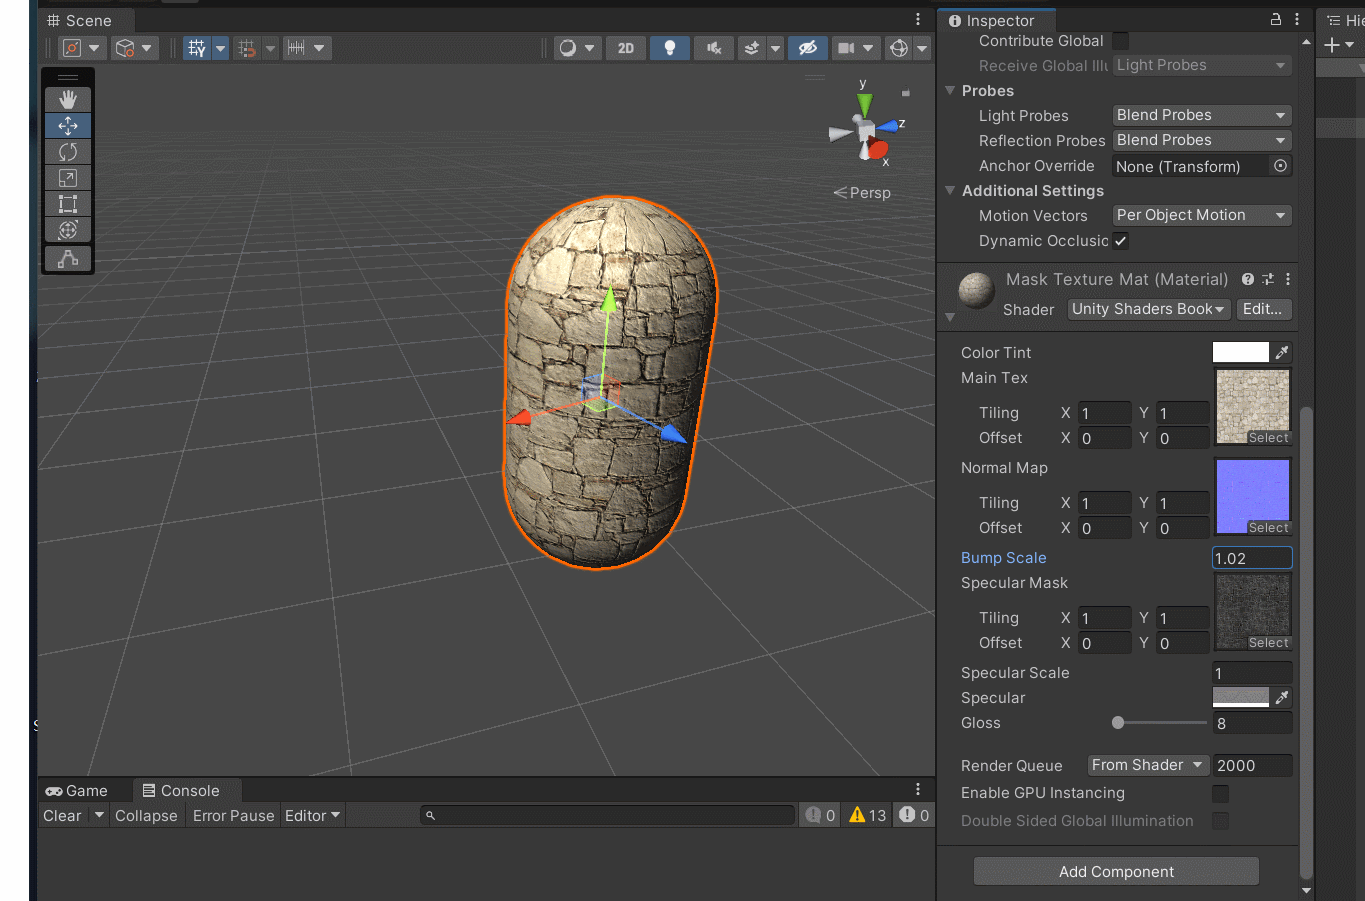 Scene
2D
y
z
x
Persp
Game
Console
Clear
Collapse
Error Pause
Editor
0
13
0
Inspector
Contribute Global
Receive Global Illu
Light Probes
Probes
Light Probes
Blend Probes
Reflection Probes
Blend Probes
Anchor Override
None (Transform)
Additional Settings
Motion Vectors
Per Object Motion
Dynamic Occlusic
Mask Texture Mat (Material)
Shader
Unity Shaders Book
Edit...
Color Tint
Main Tex
Tiling X 1 Y 1
Offset X 0 Y 0
Select
Normal Map
Tiling X 1 Y 1
Offset X 0 Y 0
Select
Bump Scale 1.02
Specular Mask
Tiling X 1 Y 1
Offset X 0 Y 0
Select
Specular Scale 1
Specular
Gloss 8
Render Queue From Shader 2000
Enable GPU Instancing
Double Sided Global Illumination
Add Component
Hie